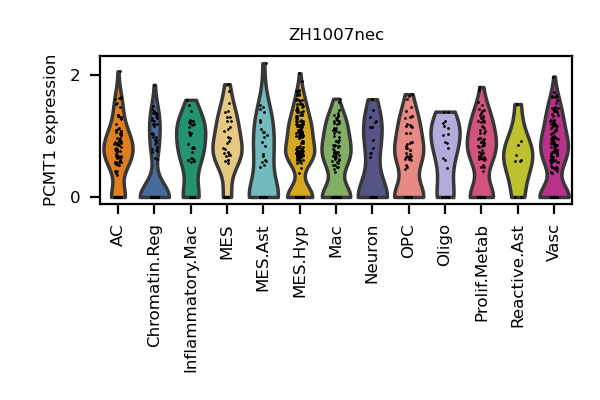 ZH1007nec
PCMT1 expression
2
0
AC
Chromatin.Reg
Inflammatory.Mac
MES
MES.Ast
MES.Hyp
Mac
Neuron
OPC
Oligo
Prolif.Metab
Reactive.Ast
Vasc